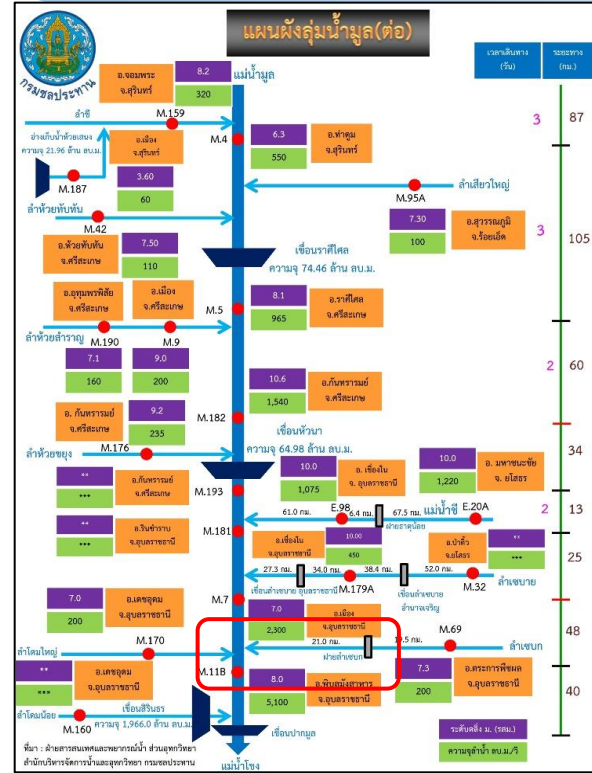 แผนผังลุ่มน้ำมูล(ต่อ)
กรมชลประทาน
เวลาเดินทาง
(วัน)
ระยะทาง
(กม.)
อ.จอมพระ
จ.สุรินทร์
8.2
320
แม่น้ำมูล
ลำชี
M.159
3
87
อ่างเก็บน้ำห้วยเสนง
ความจุ 21.96 ล้าน ลบ.ม.
อ.เมือง
จ.สุรินทร์
M.4
6.3
550
อ.ท่าตูม
จ.สุรินทร์
M.187
3.60
60
M.95A
ลำเสียวใหญ่
ลำห้วยทับทัน
M.42
7.30
100
อ.สุวรรณภูมิ
จ.ร้อยเอ็ด
3
105
อ.ห้วยทับทัน
จ.ศรีสะเกษ
7.50
110
เขื่อนราศีไศล
ความจุ 74.46 ล้าน ลบ.ม.
อ.อุทุมพรพิสัย
จ.ศรีสะเกษ
อ.เมือง
จ.ศรีสะเกษ
M.5
8.1
965
อ.ราศีไศล
จ.ศรีสะเกษ
ลำห้วยสำราญ
M.190
M.9
7.1
160
9.0
200
2
60
10.6
1,540
อ.กันทรารมย์
จ.ศรีสะเกษ
อ. กันทรารมย์
จ.ศรีสะเกษ
9.2
235
M.182
เขื่อนหัวนา
ความจุ 64.98 ล้าน ลบ.ม.
ลำห้วยขยุง
M.176
34
10.0
1,075
อ. เขื่องใน
จ. อุบลราชธานี
10.0
1,220
อ. มหาชนะชัย
จ. ยโสธร
**
***
อ.กันทรารมย์
จ.ศรีสะเกษ
M.193
61.0 กม.
E.98
6.4 กม.
67.5 กม.
แม่น้ำชี
E.20A
ฝายธาตุน้อย
2
13
**
***
อ.วารินชำราบ
จ.อุบลราชธานี
M.181
อ.เขื่องใน
จ.อุบลราชธานี
10.00
450
อ.ป่าติ้ว
จ.ยโสธร
**
***
25
27.3 กม.
34.0 กม.
38.4 กม.
52.0 กม.
ลำเซบาย
เขื่อนลำเซบาย อุบลราชธานี
M.179A
เขื่อนลำเซบาย
อำนาจเจริญ
M.32
M.7
7.0
200
อ.เดชอุดม
จ.อุบลราชธานี
7.0
2,300
อ.เมือง
จ.อุบลราชธานี
48
M.170
ลำโดมใหญ่
21.0 กม.
19.5 กม.
M.69
ลำเซบก
ฝายลำเซบก
**
***
อ.เดชอุดม
จ.อุบลราชธานี
M.11B
8.0
5,100
อ.พิบูลมังสาหาร
จ.อุบลราชธานี
7.3
200
อ.ตระการพืชผล
จ.อุบลราชธานี
40
เขื่อนสิรินธร
ความจุ 1,966.0 ล้าน ลบ.ม.
ลำโดมน้อย
M.160
เขื่อนปากมูล
แม่น้ำโขง
ระดับตลิ่ง ม. (รสม.)
ความจุลำน้ำ ลบ.ม./วิ
ที่มา : ฝ่ายสารสนเทศและพยากรณ์น้ำ ส่วนอุทกวิทยา
สำนักบริหารจัดการน้ำและอุทกวิทยา กรมชลประทาน